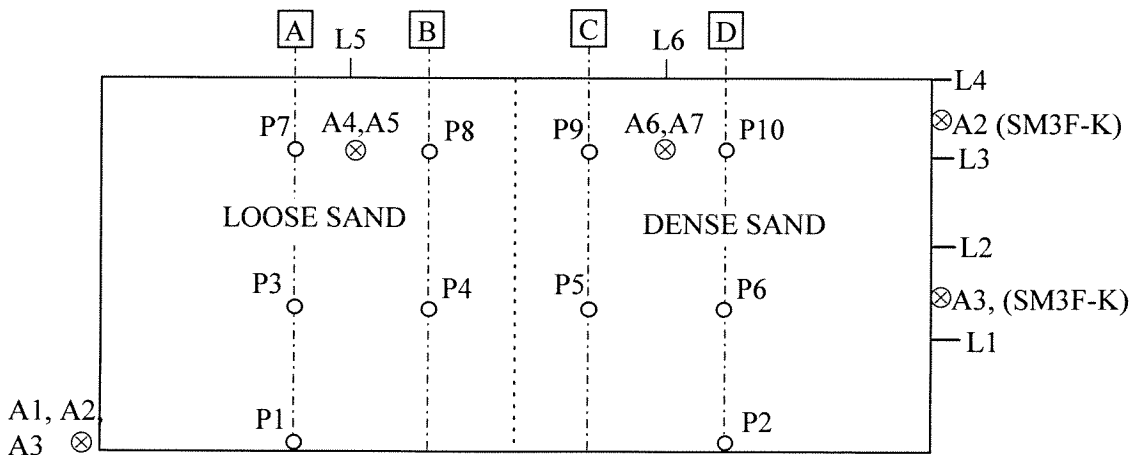 A B C D
L5 L6
L4
P7 A4,A5 P8 P9 A6,A7 P10
A2 (SM3F-K)
L3
LOOSE SAND DENSE SAND
L2
P3 P4 P5 P6
A3, (SM3F-K)
L1
A1, A2,
A3
P1 P2